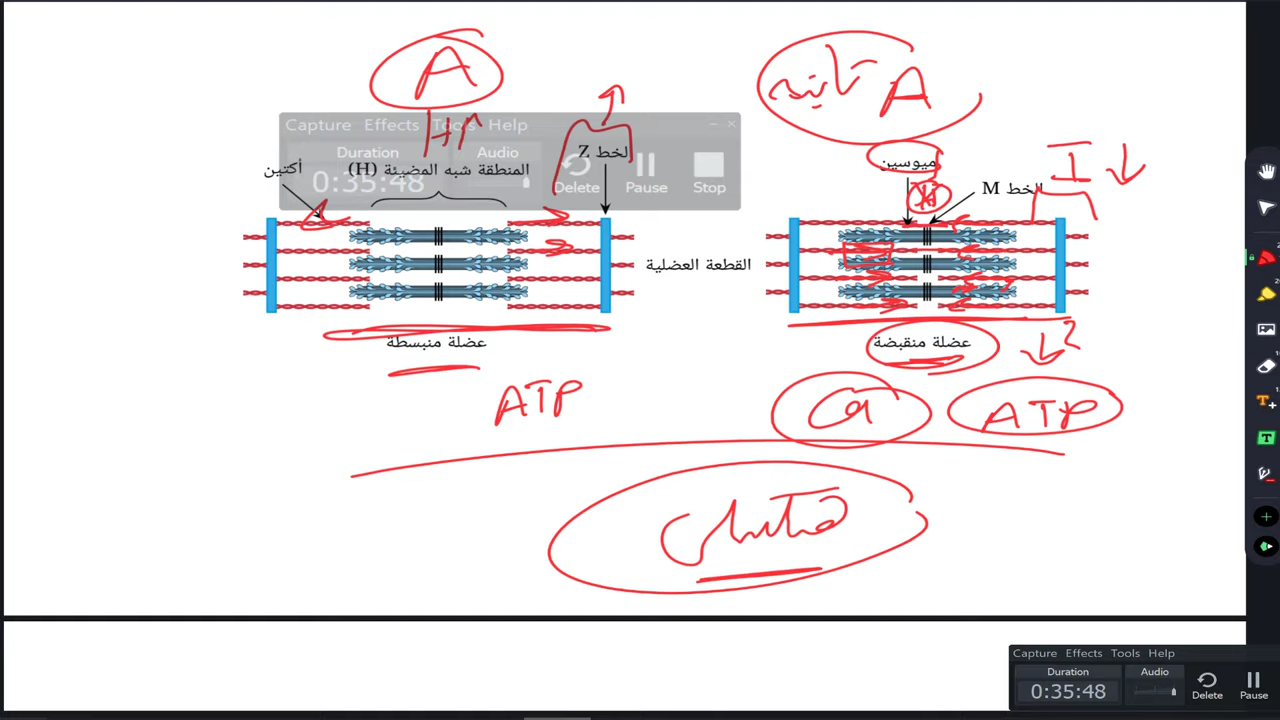 A
A ثابته
H↑
Capture Effects Tools Help
Duration
Audio
0:35:48
Delete
Pause
Stop
أكتين
المنطقة شبه المضيئة (H)
الخط Z
ميوسين
H
الخط M
I ↓
القطعة العضلية
عضلة منبسطة
عضلة منقبضة
ATP
Ca
ATP
2
Capture Effects Tools Help
Duration
Audio
0:35:48
Delete
Pause